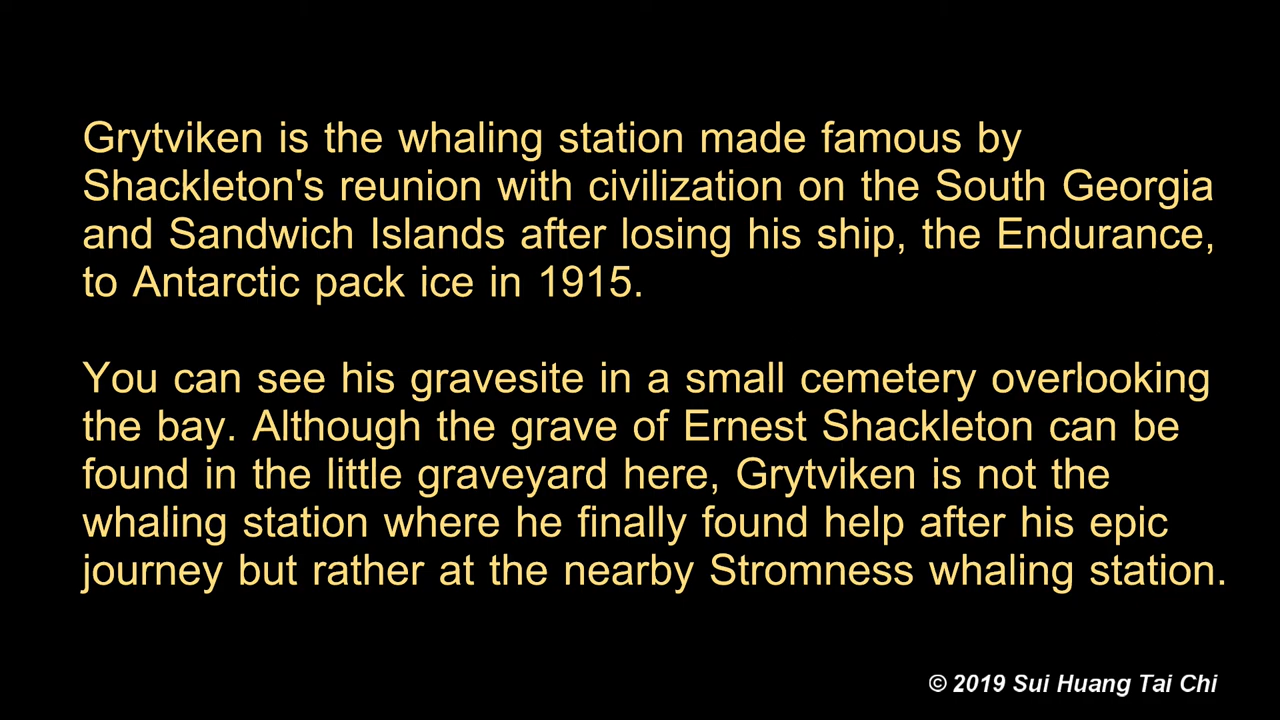 Grytviken is the whaling station made famous by
Shackleton's reunion with civilization on the South Georgia
and Sandwich Islands after losing his ship, the Endurance,
to Antarctic pack ice in 1915.
You can see his gravesite in a small cemetery overlooking
the bay. Although the grave of Ernest Shackleton can be
found in the little graveyard here, Grytviken is not the
whaling station where he finally found help after his epic
journey but rather at the nearby Stromness whaling station.
© 2019 Sui Huang Tai Chi